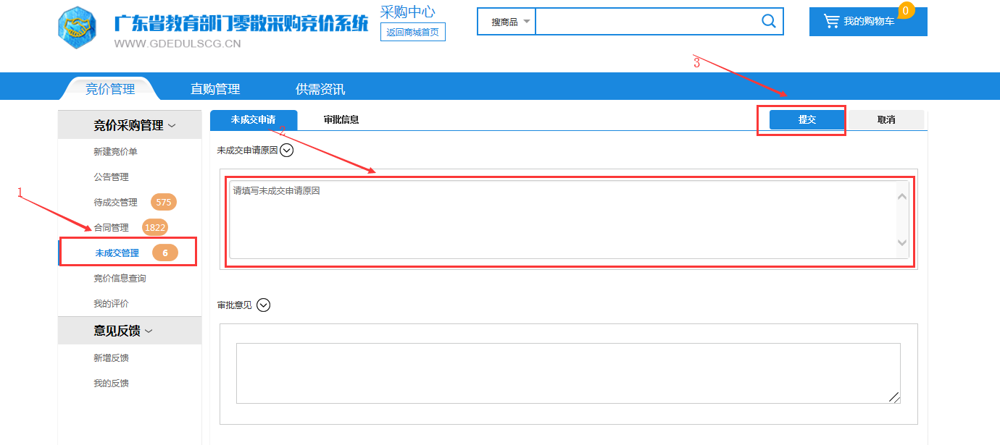 广东省教育部门零散采购竞价系统
WWW.GDEDULSCG.CN
采购中心
返回商城首页
搜商品
我的购物车
0
3
竞价管理 直购管理 供需资讯
竞价采购管理
新建竞价单
公告管理
待成交管理 575
合同管理 1822
未成交管理 6
竞价信息查询
我的评价
意见反馈
新增反馈
我的反馈
1
未成交申请 审批信息 提交 取消
2
未成交申请原因
请填写未成交申请原因
审批意见